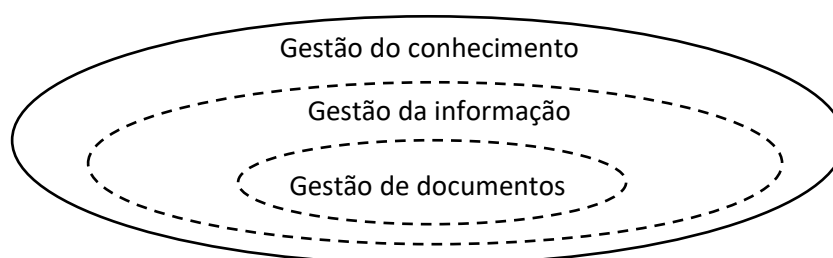 Gestão do conhecimento
Gestão da informação
Gestão de documentos